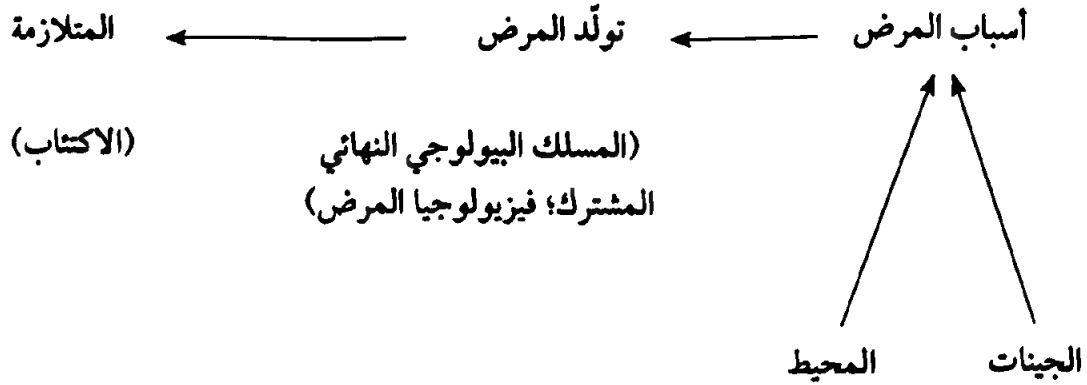 أسباب المرض
تولّد المرض
المتلازمة
(المسلك البيولوجي النهائي
المشترك؛ فيزيولوجيا المرض)
(الاكتئاب)
الجينات
المحيط